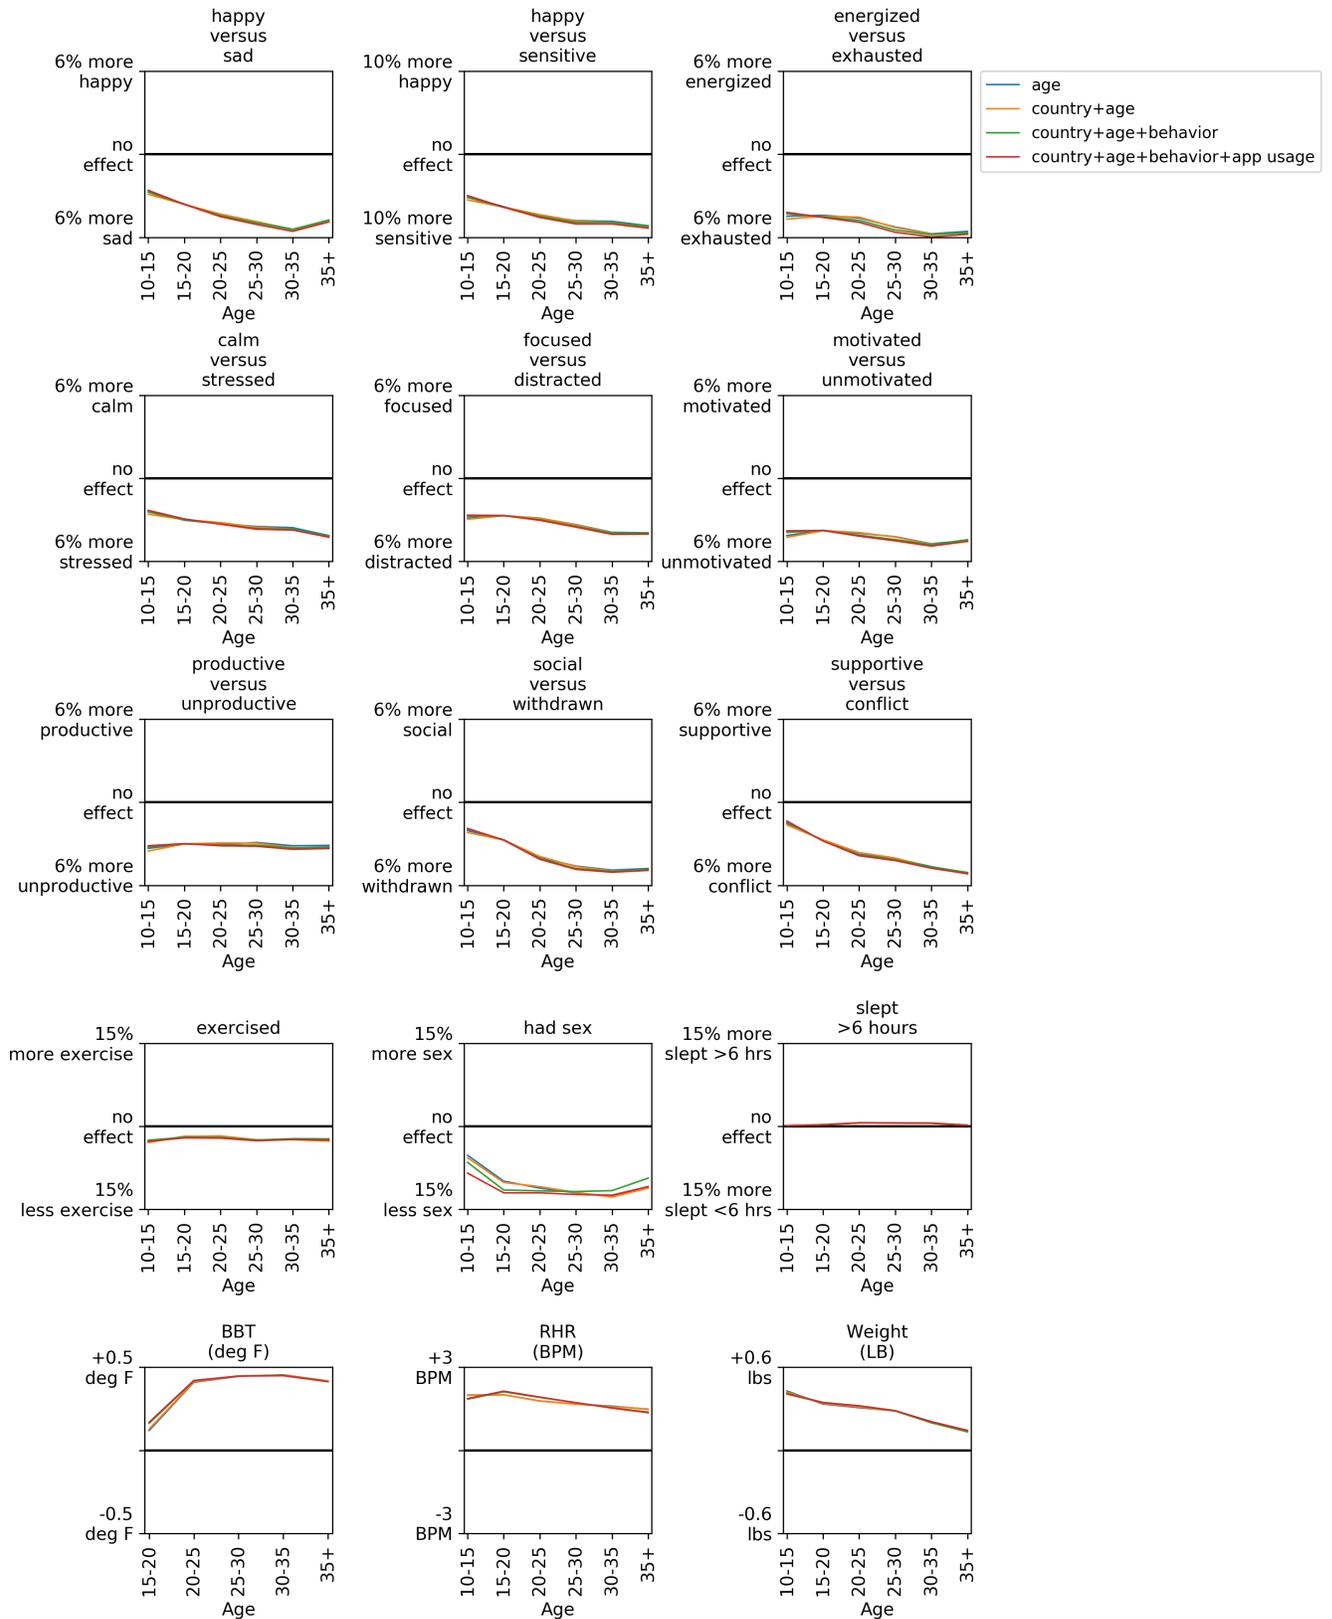 happy
versus
sad
6% more
happy
no
effect
6% more
sad
10-15
15-20
20-25
25-30
30-35
35+
Age
happy
versus
sensitive
10% more
happy
no
effect
10% more
sensitive
10-15
15-20
20-25
25-30
30-35
35+
Age
energized
versus
exhausted
6% more
energized
no
effect
6% more
exhausted
10-15
15-20
20-25
25-30
30-35
35+
Age
age
country+age
country+age+behavior
country+age+behavior+app usage
calm
versus
stressed
6% more
calm
no
effect
6% more
stressed
10-15
15-20
20-25
25-30
30-35
35+
Age
focused
versus
distracted
6% more
focused
no
effect
6% more
distracted
10-15
15-20
20-25
25-30
30-35
35+
Age
motivated
versus
unmotivated
6% more
motivated
no
effect
6% more
unmotivated
10-15
15-20
20-25
25-30
30-35
35+
Age
productive
versus
unproductive
6% more
productive
no
effect
6% more
unproductive
10-15
15-20
20-25
25-30
30-35
35+
Age
social
versus
withdrawn
6% more
social
no
effect
6% more
withdrawn
10-15
15-20
20-25
25-30
30-35
35+
Age
supportive
versus
conflict
6% more
supportive
no
effect
6% more
conflict
10-15
15-20
20-25
25-30
30-35
35+
Age
exercised
15%
more exercise
no
effect
15%
less exercise
10-15
15-20
20-25
25-30
30-35
35+
Age
had sex
15%
more sex
no
effect
15%
less sex
10-15
15-20
20-25
25-30
30-35
35+
Age
slept
>6 hours
15% more
slept >6 hrs
no
effect
15% more
slept <6 hrs
10-15
15-20
20-25
25-30
30-35
35+
Age
BBT
(deg F)
+0.5
deg F
-0.5
deg F
15-20
20-25
25-30
30-35
35+
Age
RHR
(BPM)
+3
BPM
-3
BPM
10-15
15-20
20-25
25-30
30-35
35+
Age
Weight
(LB)
+0.6
lbs
-0.6
lbs
10-15
15-20
20-25
25-30
30-35
35+
Age